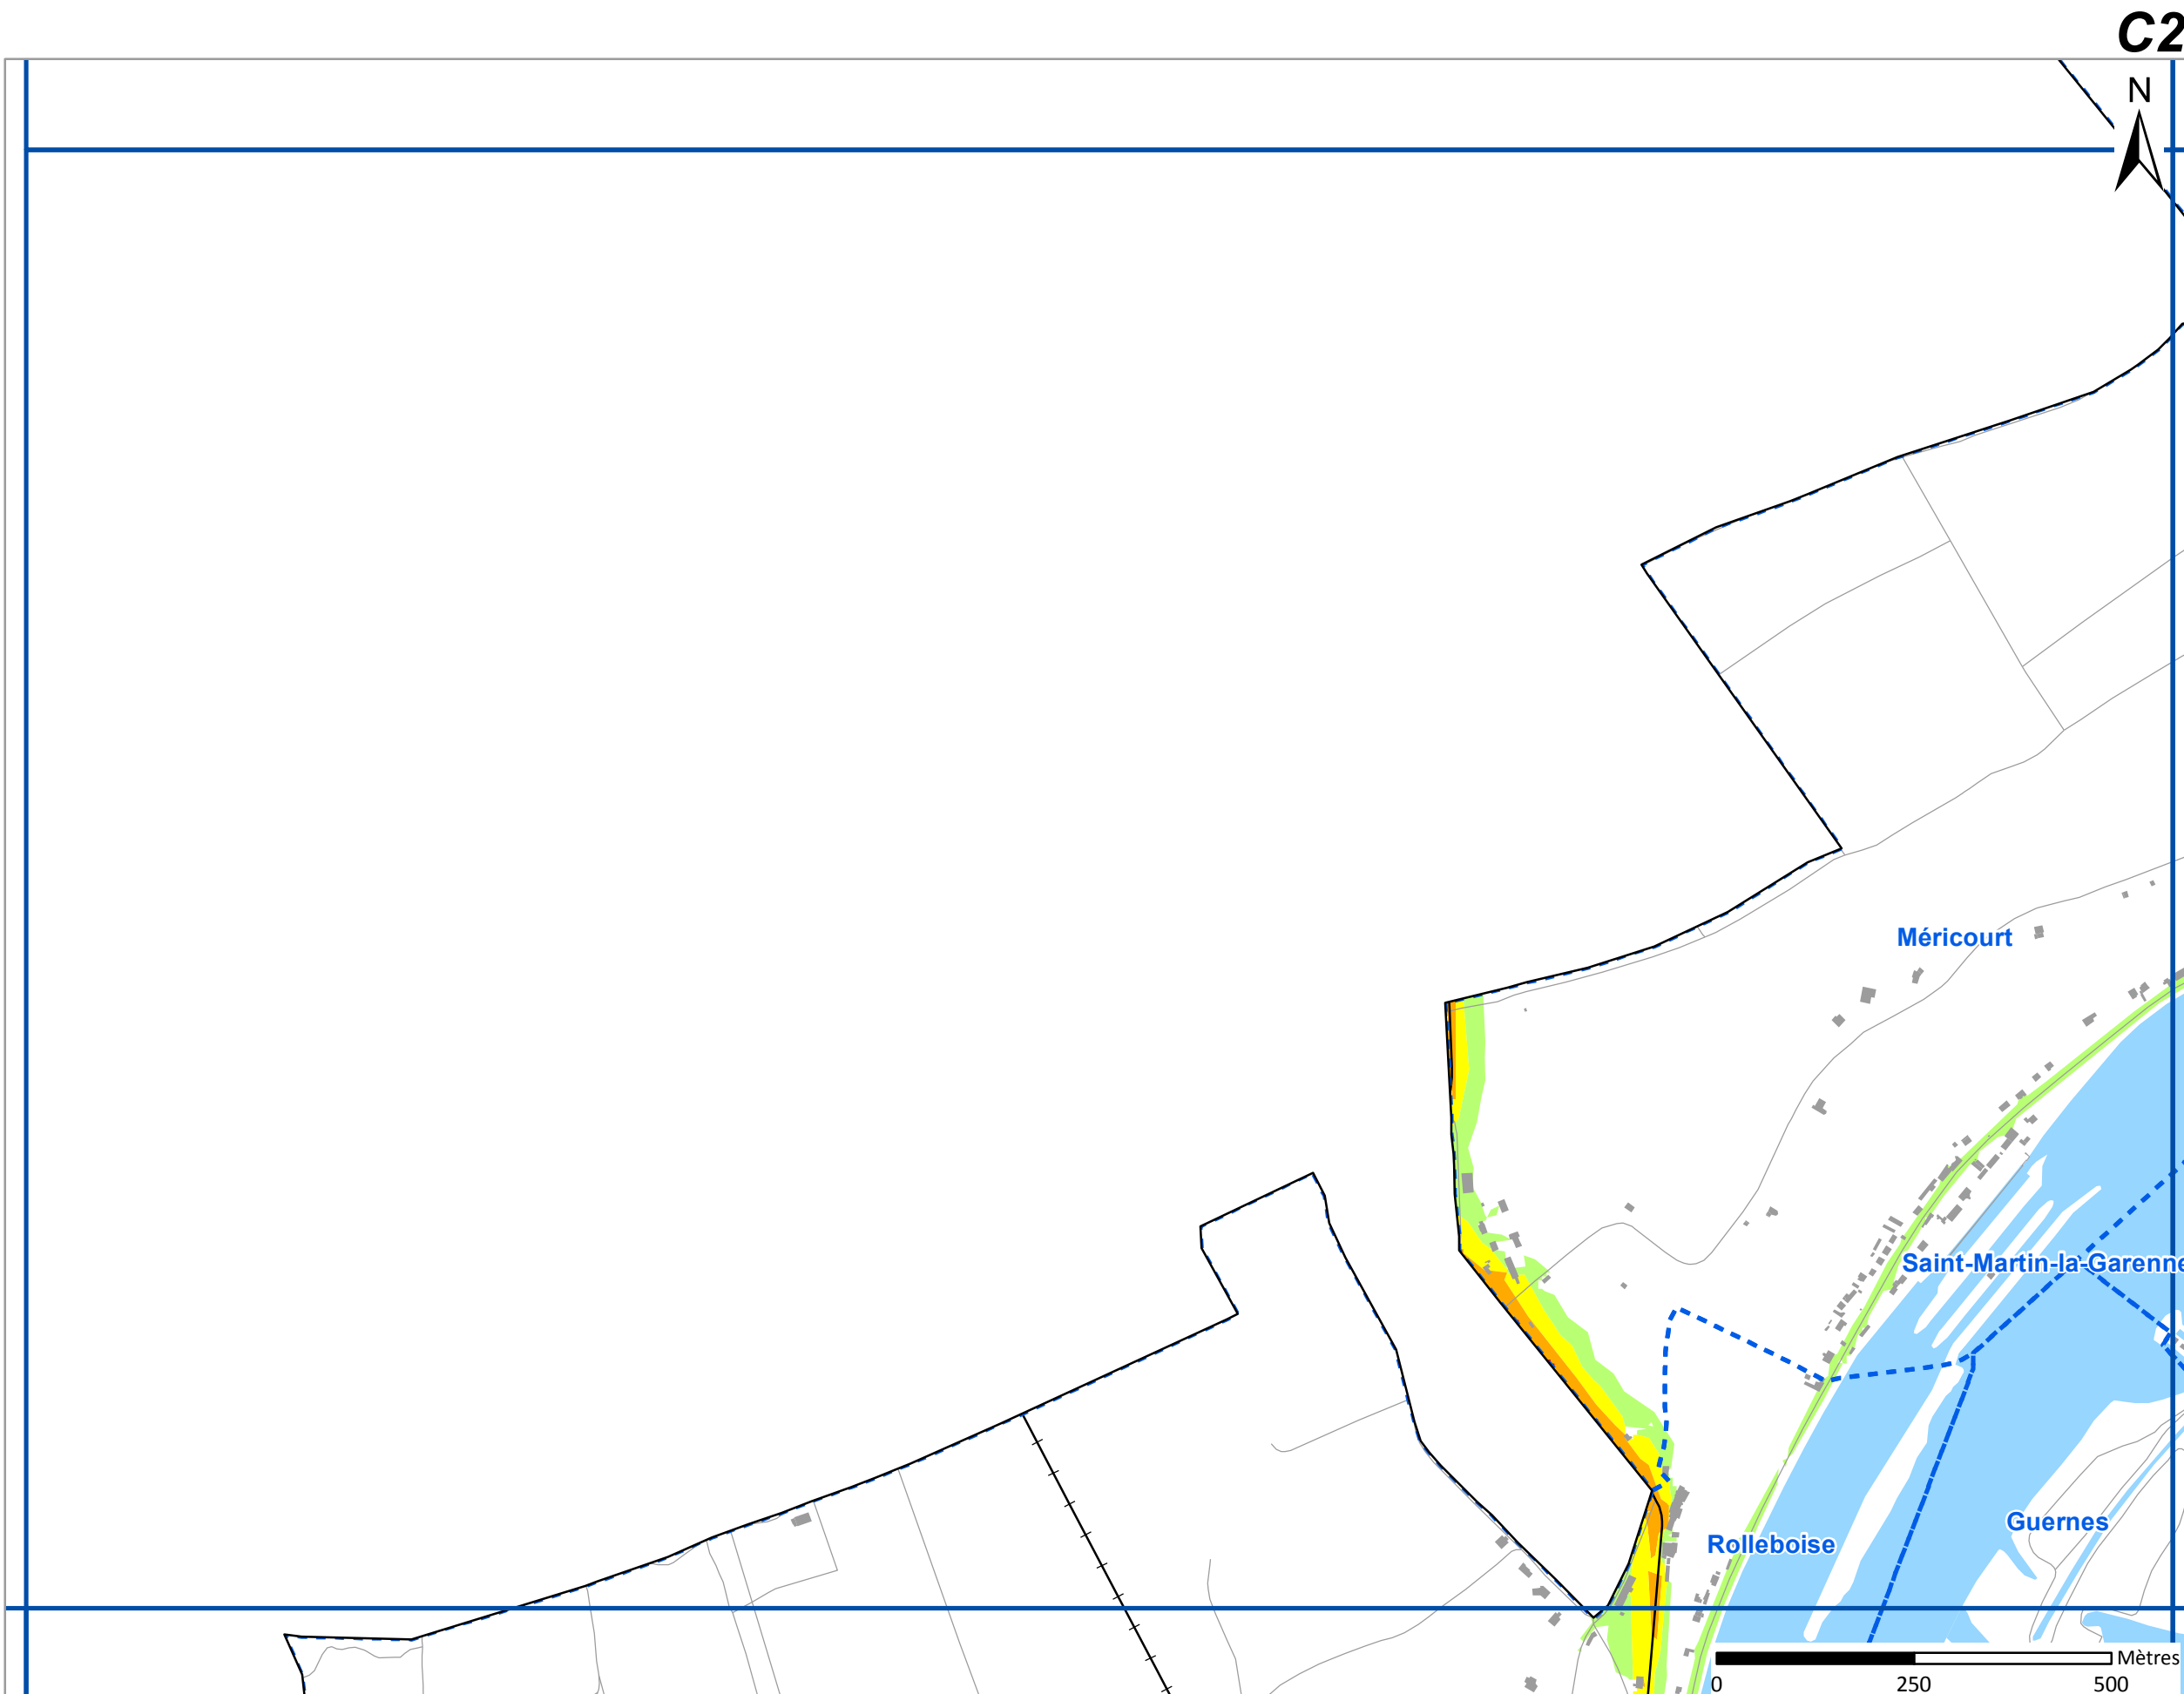 C2
N
Méricourt
Saint-Martin-la-Garenne
Guernes
Rolleboise
Mètres
0 250 500